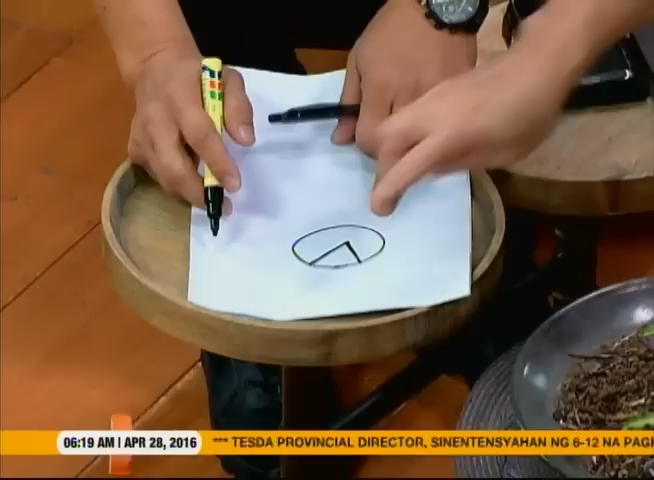 06:19 AM | APR 28, 2016 *** TESDA PROVINCIAL DIRECTOR, SINENTENSYAHAN NG 6-12 NA PAG